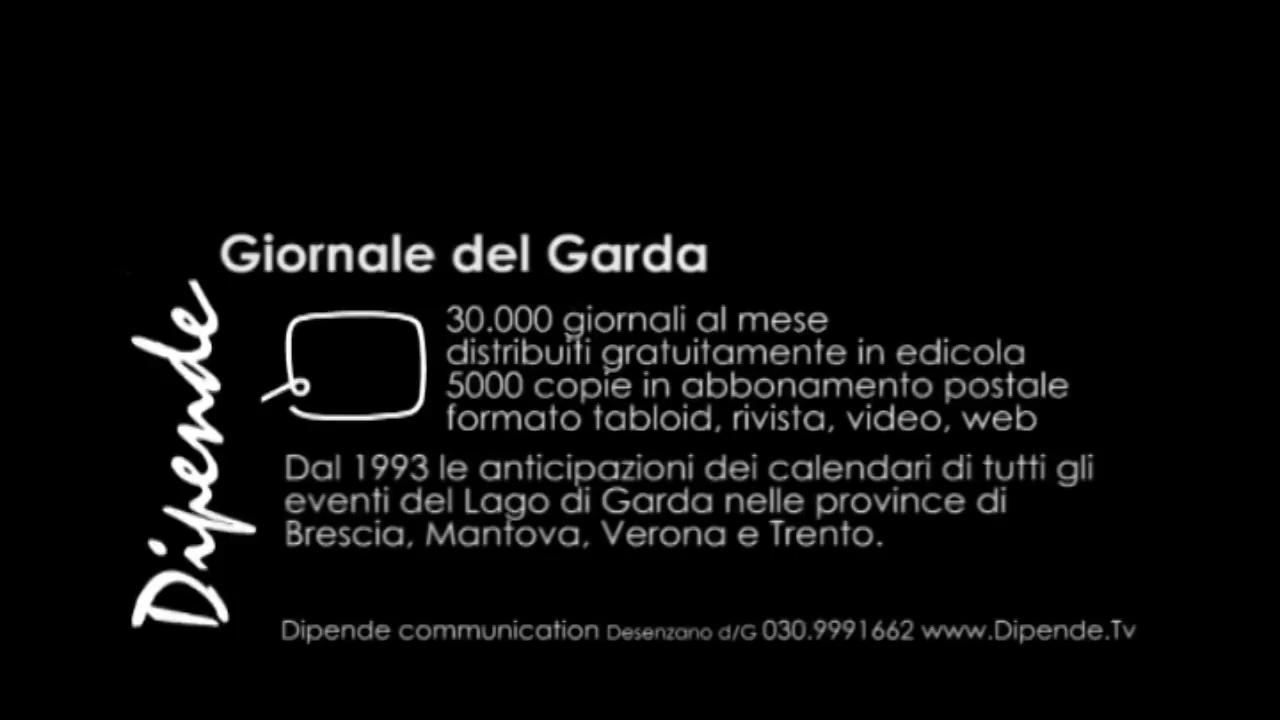 Giornale del Garda
Dipende
30.000 giornali al mese
distribuiti gratuitamente in edicola
5000 copie in abbonamento postale
formato tabloid, rivista, video, web
Dal 1993 le anticipazioni dei calendari di tutti gli
eventi del Lago di Garda nelle province di
Brescia, Mantova, Verona e Trento.
Dipende communication Desenzano d/G 030.9991662 www.Dipende.Tv